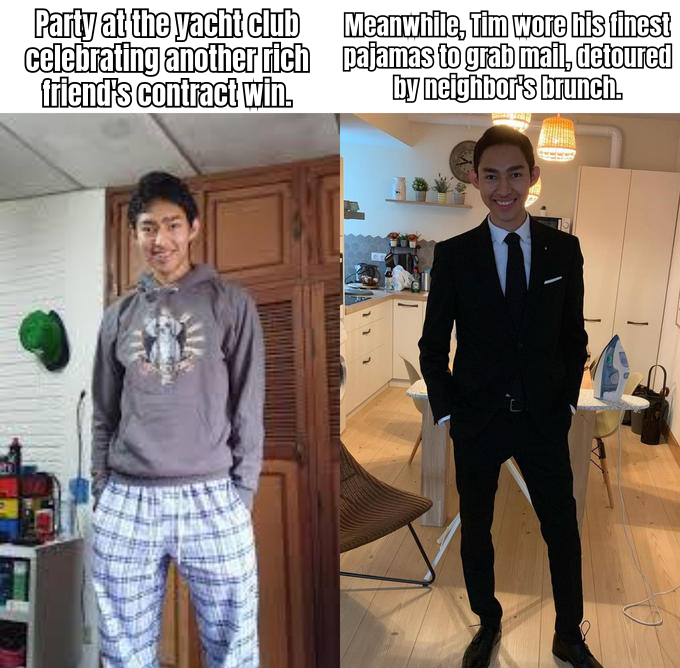 Party at the yacht club
celebrating another rich
friend's contract win.
Meanwhile, Tim wore his finest
pajamas to grab mail, detoured
by neighbor's brunch.